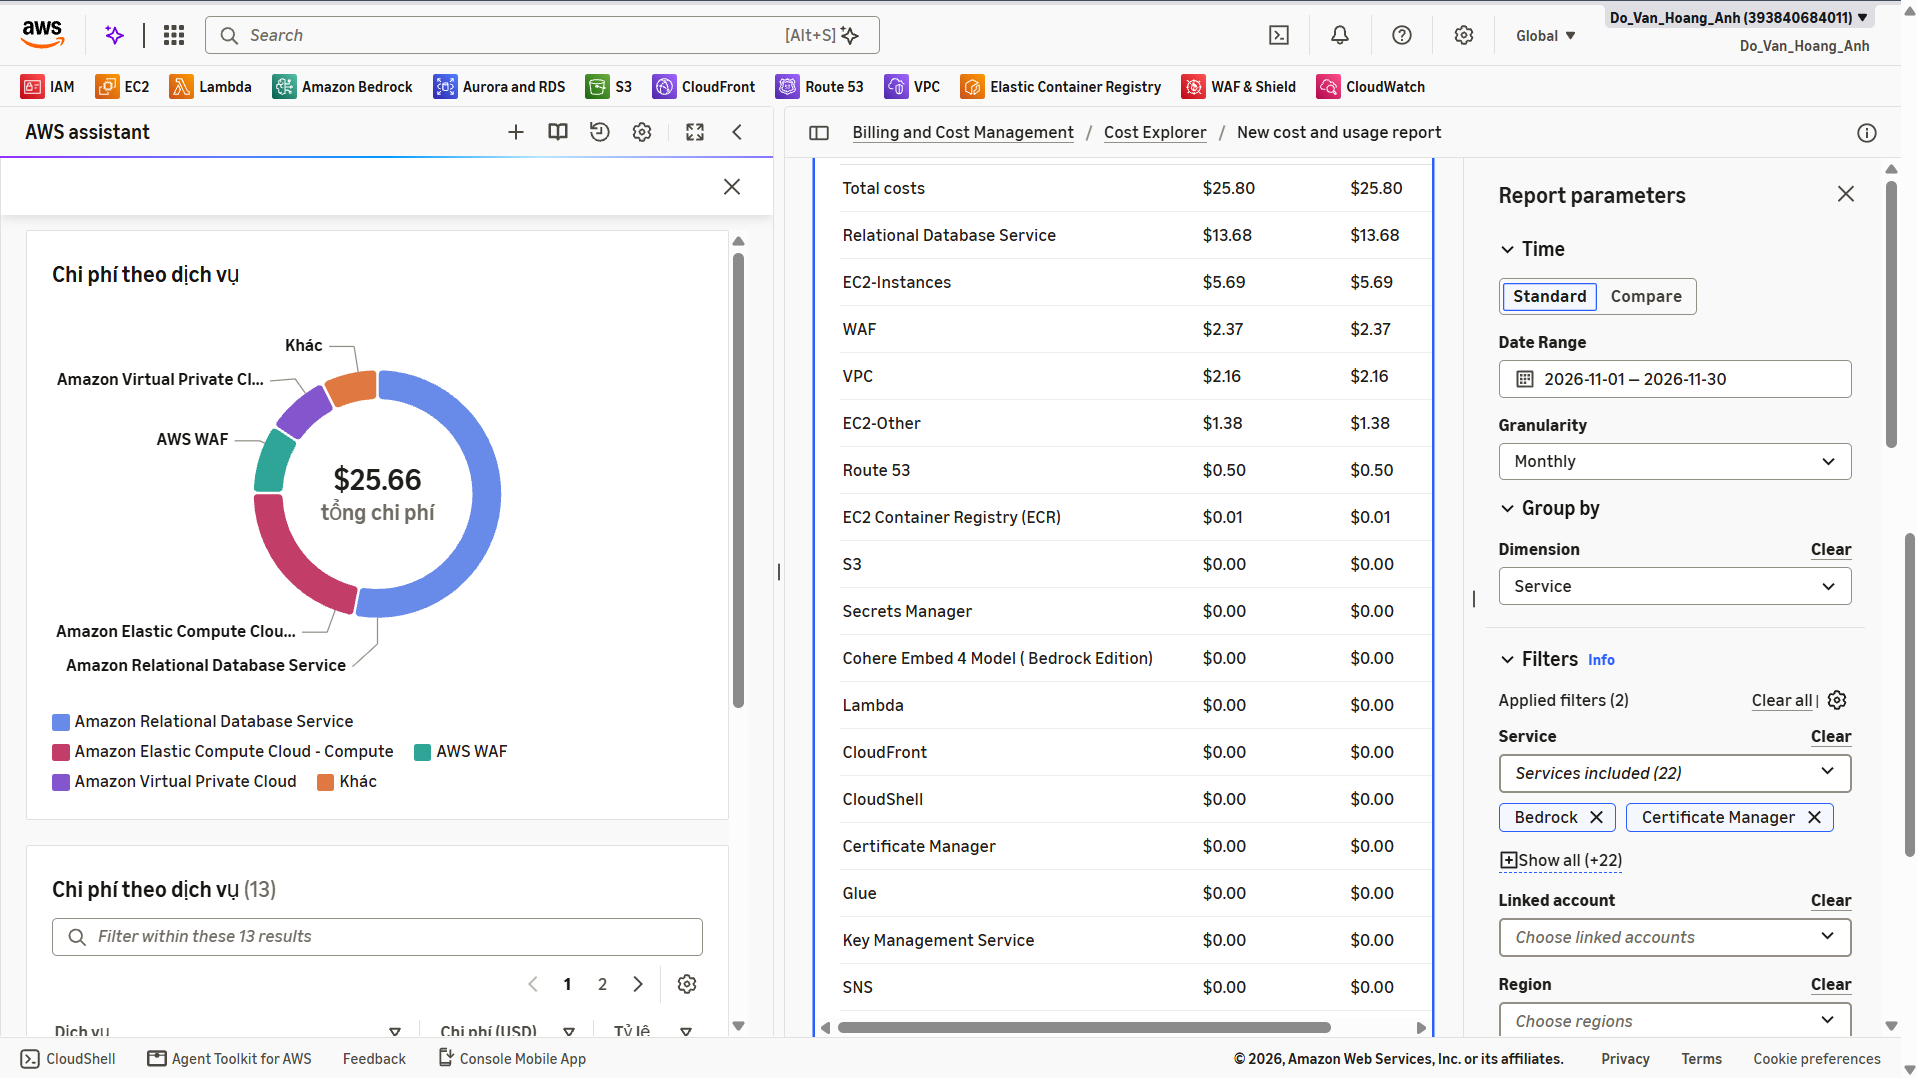 aws
Search
[Alt+S]
Global
Do_Van_Hoang_Anh (393840684011)
Do_Van_Hoang_Anh
IAM
EC2
Lambda
Amazon Bedrock
Aurora and RDS
S3
CloudFront
Route 53
VPC
Elastic Container Registry
WAF & Shield
CloudWatch
AWS assistant
Chi phí theo dịch vụ
Khác
Amazon Virtual Private Cl...
AWS WAF
$25.66
tổng chi phí
Amazon Elastic Compute Clou...
Amazon Relational Database Service
Amazon Relational Database Service
Amazon Elastic Compute Cloud - Compute
AWS WAF
Amazon Virtual Private Cloud
Khác
Chi phí theo dịch vụ (13)
Filter within these 13 results
1
2
Dịch vụ
Chi phí (USD)
Tỷ lệ
Billing and Cost Management / Cost Explorer / New cost and usage report
Total costs $25.80 $25.80
Relational Database Service $13.68 $13.68
EC2-Instances $5.69 $5.69
WAF $2.37 $2.37
VPC $2.16 $2.16
EC2-Other $1.38 $1.38
Route 53 $0.50 $0.50
EC2 Container Registry (ECR) $0.01 $0.01
S3 $0.00 $0.00
Secrets Manager $0.00 $0.00
Cohere Embed 4 Model ( Bedrock Edition) $0.00 $0.00
Lambda $0.00 $0.00
CloudFront $0.00 $0.00
CloudShell $0.00 $0.00
Certificate Manager $0.00 $0.00
Glue $0.00 $0.00
Key Management Service $0.00 $0.00
SNS $0.00 $0.00
Report parameters
Time
Standard
Compare
Date Range
2026-11-01 – 2026-11-30
Granularity
Monthly
Group by
Dimension
Clear
Service
Filters
Info
Applied filters (2)
Clear all
Service
Clear
Services included (22)
Bedrock
Certificate Manager
Show all (+22)
Linked account
Clear
Choose linked accounts
Region
Clear
Choose regions
CloudShell
Agent Toolkit for AWS
Feedback
Console Mobile App
© 2026, Amazon Web Services, Inc. or its affiliates.
Privacy
Terms
Cookie preferences